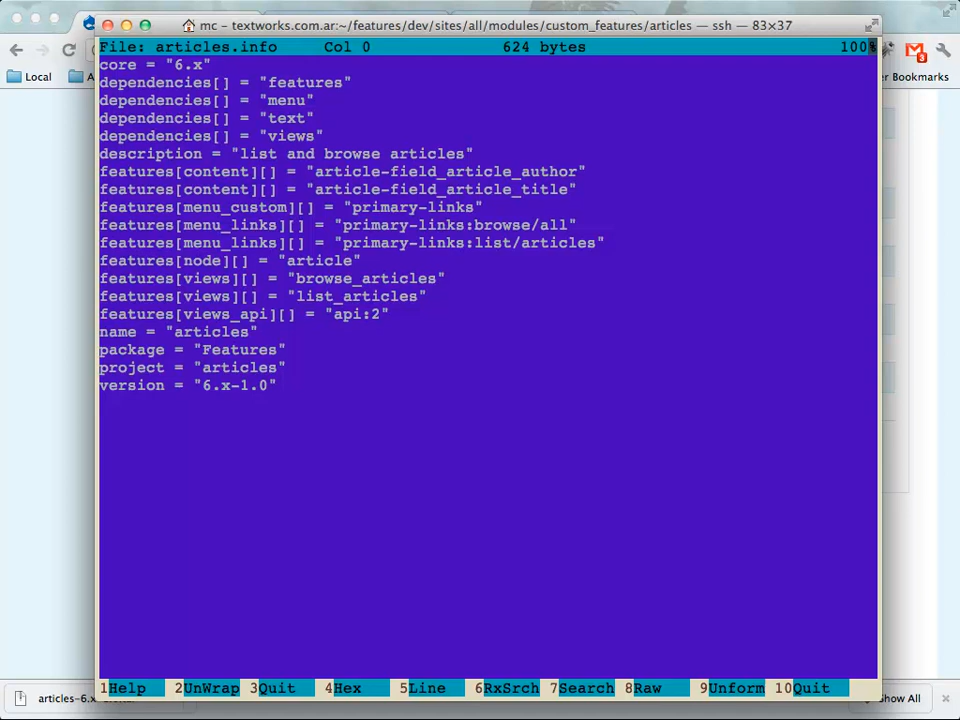 mc – textworks.com.ar:~/features/dev/sites/all/modules/custom_features/articles — ssh — 83×37
File: articles.info Col 0 624 bytes 100%
core = "6.x"
dependencies[] = "features"
dependencies[] = "menu"
dependencies[] = "text"
dependencies[] = "views"
description = "list and browse articles"
features[content][] = "article-field_article_author"
features[content][] = "article-field_article_title"
features[menu_custom][] = "primary-links"
features[menu_links][] = "primary-links:browse/all"
features[menu_links][] = "primary-links:list/articles"
features[node][] = "article"
features[views][] = "browse_articles"
features[views][] = "list_articles"
features[views_api][] = "api:2"
name = "articles"
package = "Features"
project = "articles"
version = "6.x-1.0"
1Help 2UnWrap 3Quit 4Hex 5Line 6RxSrch 7Search 8Raw 9Unform 10Quit
3
Local
Bookmarks
articles-6.x
Show All